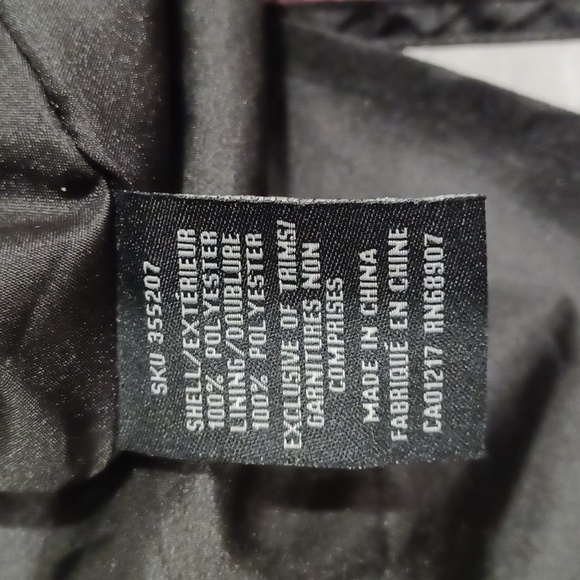 SKU 355207
SHELL/EXTÉRIEUR
100% POLYESTER
LINING/DOUBLURE
100% POLYESTER
EXCLUSIVE OF TRIMS/
GARNITURES NON
COMPRISES
MADE IN CHINA
FABRIQUÉ EN CHINE
CA01217 RN68907